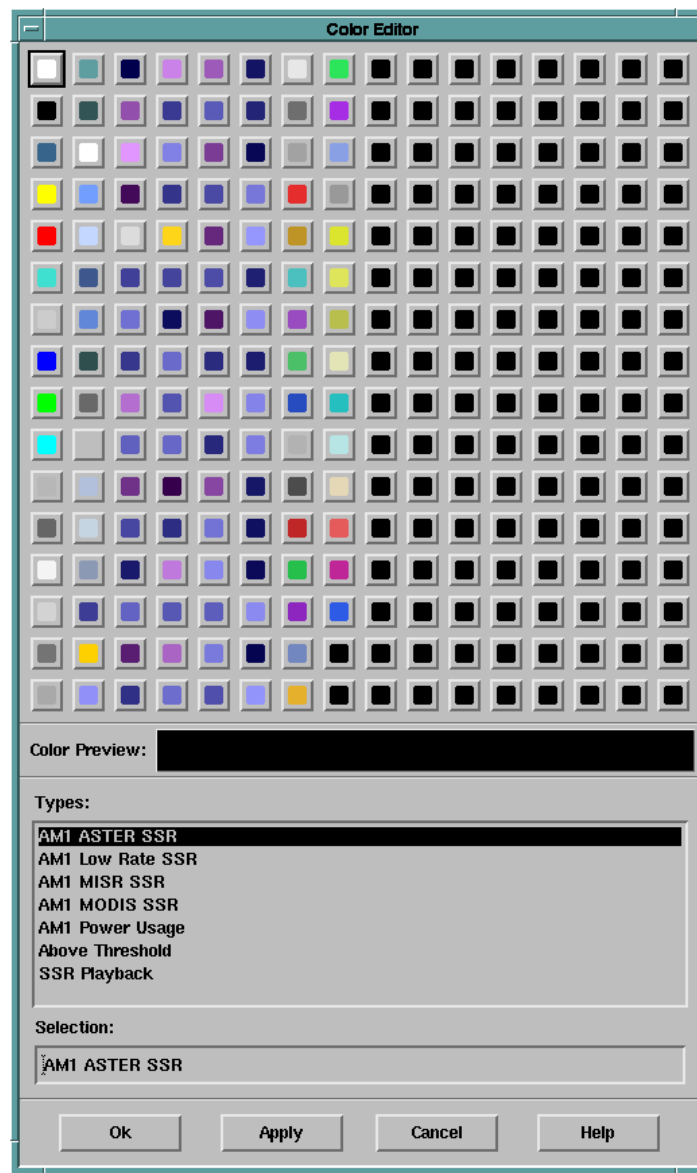 Color Editor
Color Preview:
Types:
AM1 ASTER SSR
AM1 Low Rate SSR
AM1 MISR SSR
AM1 MODIS SSR
AM1 Power Usage
Above Threshold
SSR Playback
Selection:
AM1 ASTER SSR
Ok Apply Cancel Help